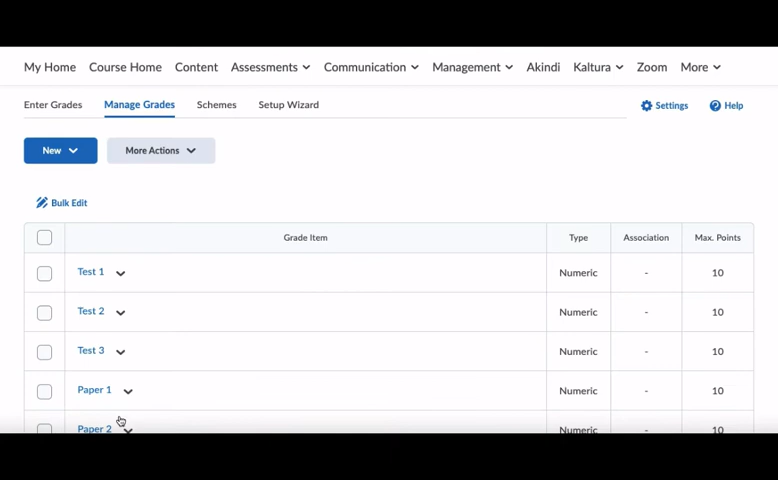 My Home Course Home Content Assessments Communication Management Akindi Kaltura Zoom More
Enter Grades Manage Grades Schemes Setup Wizard Settings Help
New More Actions
Bulk Edit
Grade Item Type Association Max. Points
Test 1 Numeric - 10
Test 2 Numeric - 10
Test 3 Numeric - 10
Paper 1 Numeric - 10
Paper 2 Numeric - 10